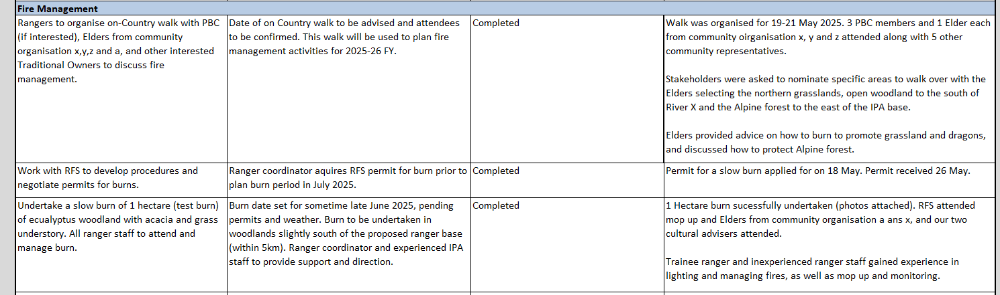 Fire Management
Rangers to organise on-Country walk with PBC
(if interested), Elders from community
organisation x,y,z and a, and other interested
Traditional Owners to discuss fire
management.
Date of on Country walk to be advised and attendees
to be confirmed. This walk will be used to plan fire
management activities for 2025-26 FY.
Completed
Walk was organised for 19-21 May 2025. 3 PBC members and 1 Elder each
from community oirganisation x, y and z attended along with 5 other
community representatives.
Stakeholders were asked to nominate specific areas to walk over with the
Elders selecting the northern grasslands, open woodland to the south of
River X and the Alpine forest to the east of the IPA base.
Elders provided advice on how to burn to promote grassland and dragons,
and discussed how to protect Alpine forest.
Work with RFS to develop procedures and
negotiate permits for burns.
Ranger coordinator aquires RFS permit for burn prior to
plan burn period in July 2025.
Completed
Permit for a slow burn applied for on 18 May. Permit received 26 May.
Undertake a slow burn of 1 hectare (test burn)
of ecualyptus woodland with acacia and grass
understory. All ranger staff to attend and
manage burn.
Burn date set for sometime late June 2025, pending
permits and weather. Burn to be undertaken in
woodlands slightly south of the proposed ranger base
(within 5km). Ranger coordinator and experienced IPA
staff to provide support and direction.
Completed
1 Hectare burn sucessfully undertaken (photos attached). RFS attended
mop up and Elders from community organisation a ans x, and our two
cultural advisers attended.
Trainee ranger and inexperienced ranger staff gained experience in
lighting and managing fires, as well as mop up and monitoring.